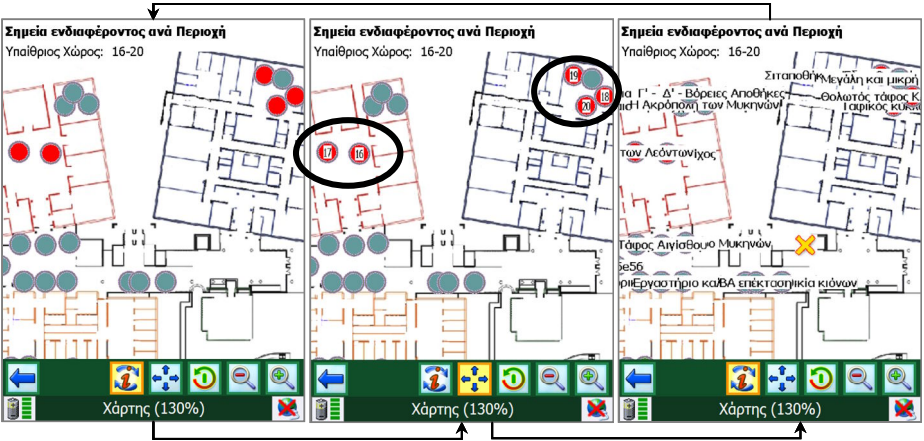 Σημεία ενδιαφέροντος ανά Περιοχή
Υπαίθριος Χώρος: 16-20
Χάρτης (130%)
Σημεία ενδιαφέροντος ανά Περιοχή
Υπαίθριος Χώρος: 16-20
19
18
20
17
16
Χάρτης (130%)
Σημεία ενδιαφέροντος ανά Περιοχή
Υπαίθριος Χώρος: 16-20
Μεγάλη και μικρή
α Γ' - Δ' - Βόρειες Αποθήκες
Θολωτός τάφος Κ
Η Ακρόπολη των Μυκηνών
των Λεόντων
Τάφος Αιγίσθου
Μυκηνών
Εργαστήριο και
ΒΑ επέκταση
κιόνων
Χάρτης (130%)